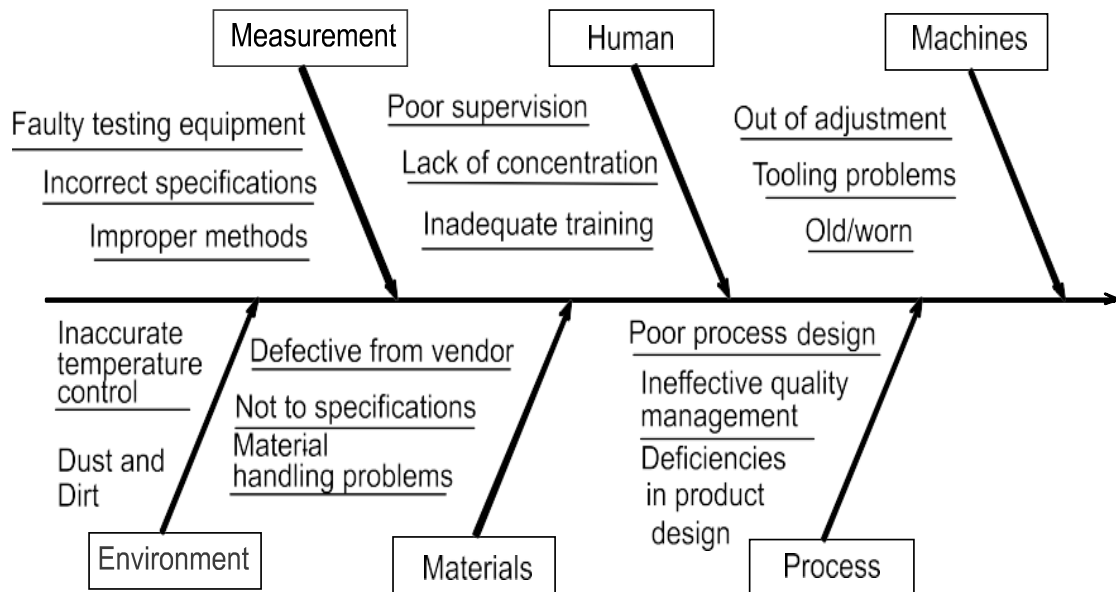 Measurement
Human
Machines
Faulty testing equipment
Incorrect specifications
Improper methods
Poor supervision
Lack of concentration
Inadequate training
Out of adjustment
Tooling problems
Old/worn
Inaccurate
temperature
control
Dust and
Dirt
Defective from vendor
Not to specifications
Material
handling problems
Poor process design
Ineffective quality
management
Deficiencies
in product
design
Environment
Materials
Process